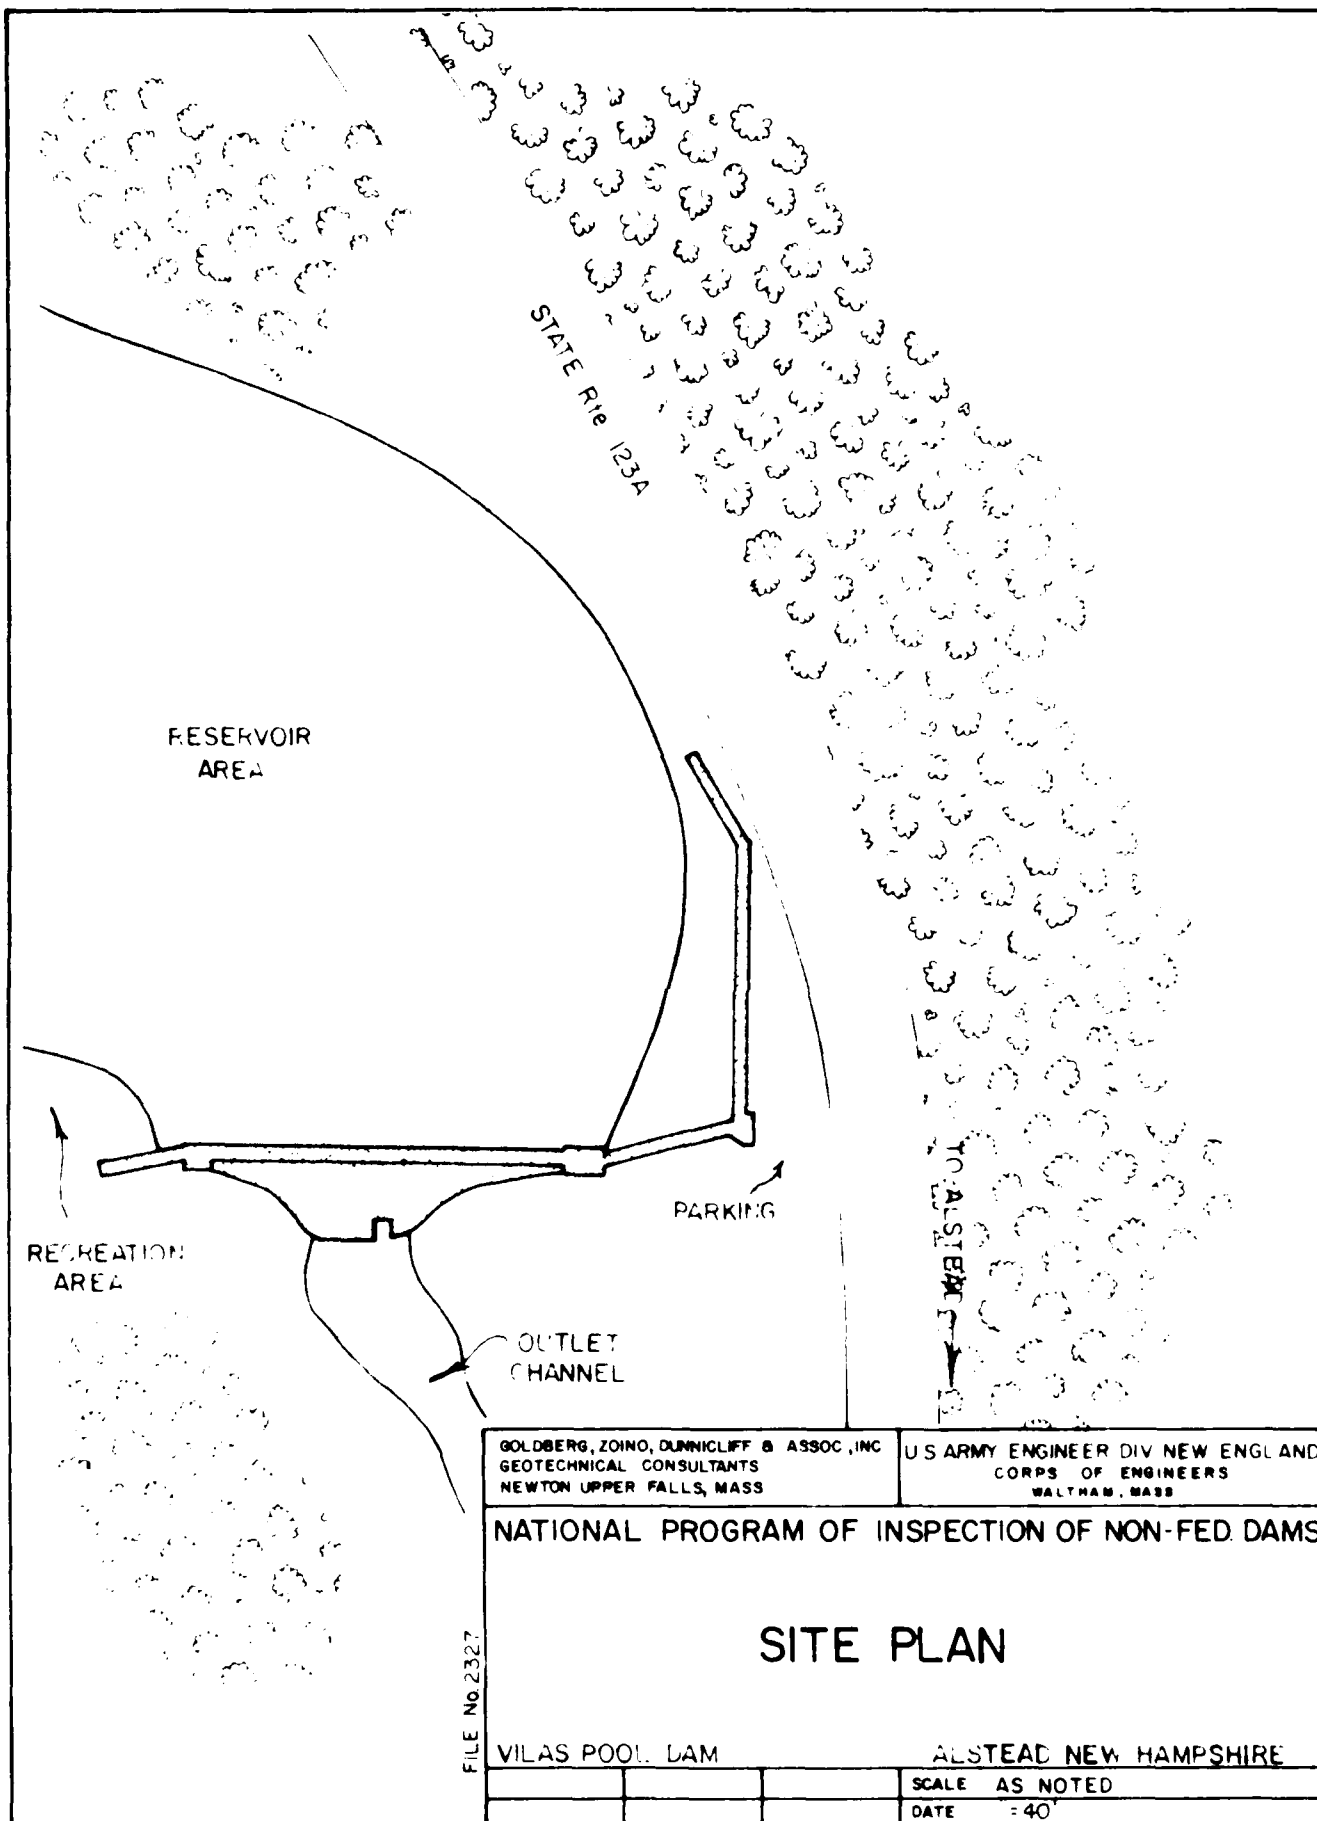 STATE Rte 123A
RESERVOIR
AREA
PARKING
RECREATION
AREA
TO ALSTEAD
OUTLET
CHANNEL
GOLDBERG, ZOINO, DUNNICLIFF & ASSOC., INC
GEOTECHNICAL CONSULTANTS
NEWTON UPPER FALLS, MASS
U S ARMY ENGINEER DIV NEW ENGLAND
CORPS OF ENGINEERS
WALTHAM, MASS
NATIONAL PROGRAM OF INSPECTION OF NON-FED. DAMS
SITE PLAN
FILE No. 2327
VILAS POOL DAM
ALSTEAD NEW HAMPSHIRE
SCALE AS NOTED
DATE = 40'